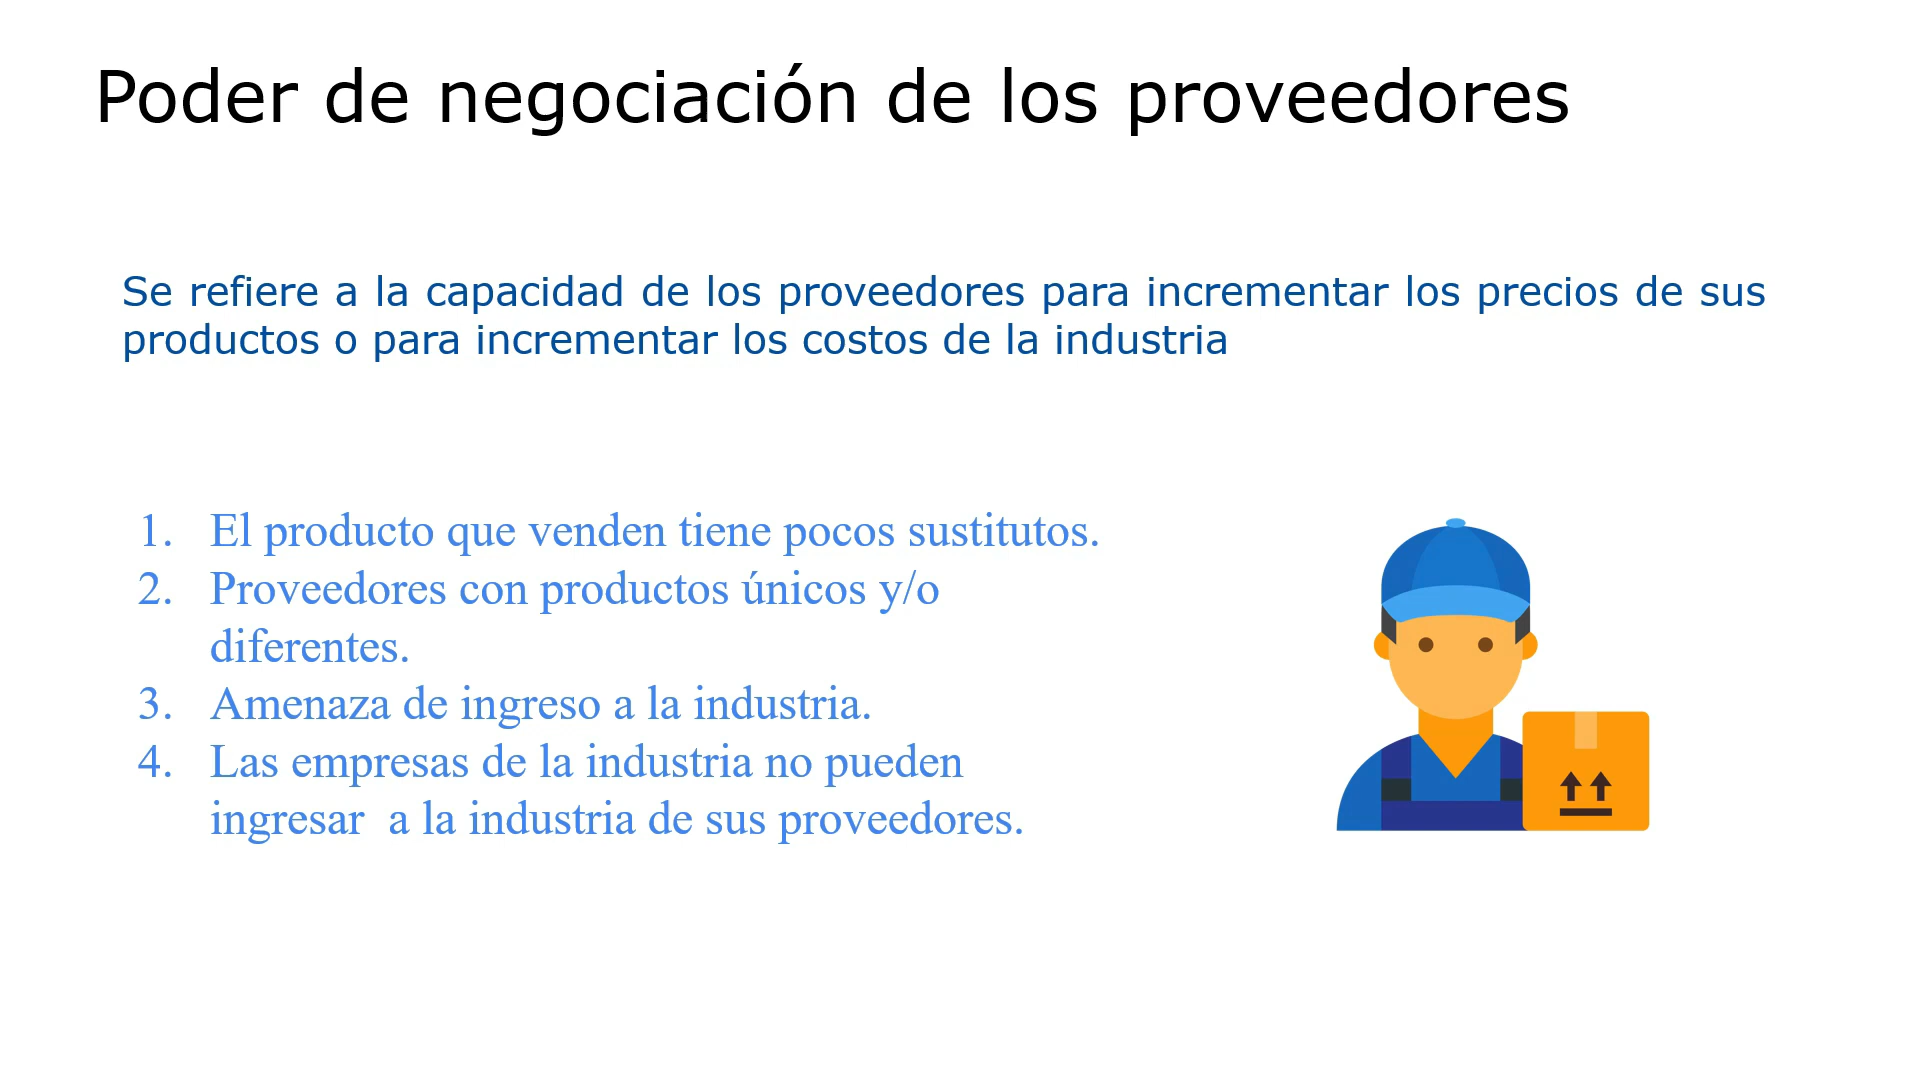 Poder de negociación de los proveedores
Se refiere a la capacidad de los proveedores para incrementar los precios de sus
productos o para incrementar los costos de la industria
1. El producto que venden tiene pocos sustitutos.
2. Proveedores con productos únicos y/o
diferentes.
3. Amenaza de ingreso a la industria.
4. Las empresas de la industria no pueden
ingresar  a la industria de sus proveedores.